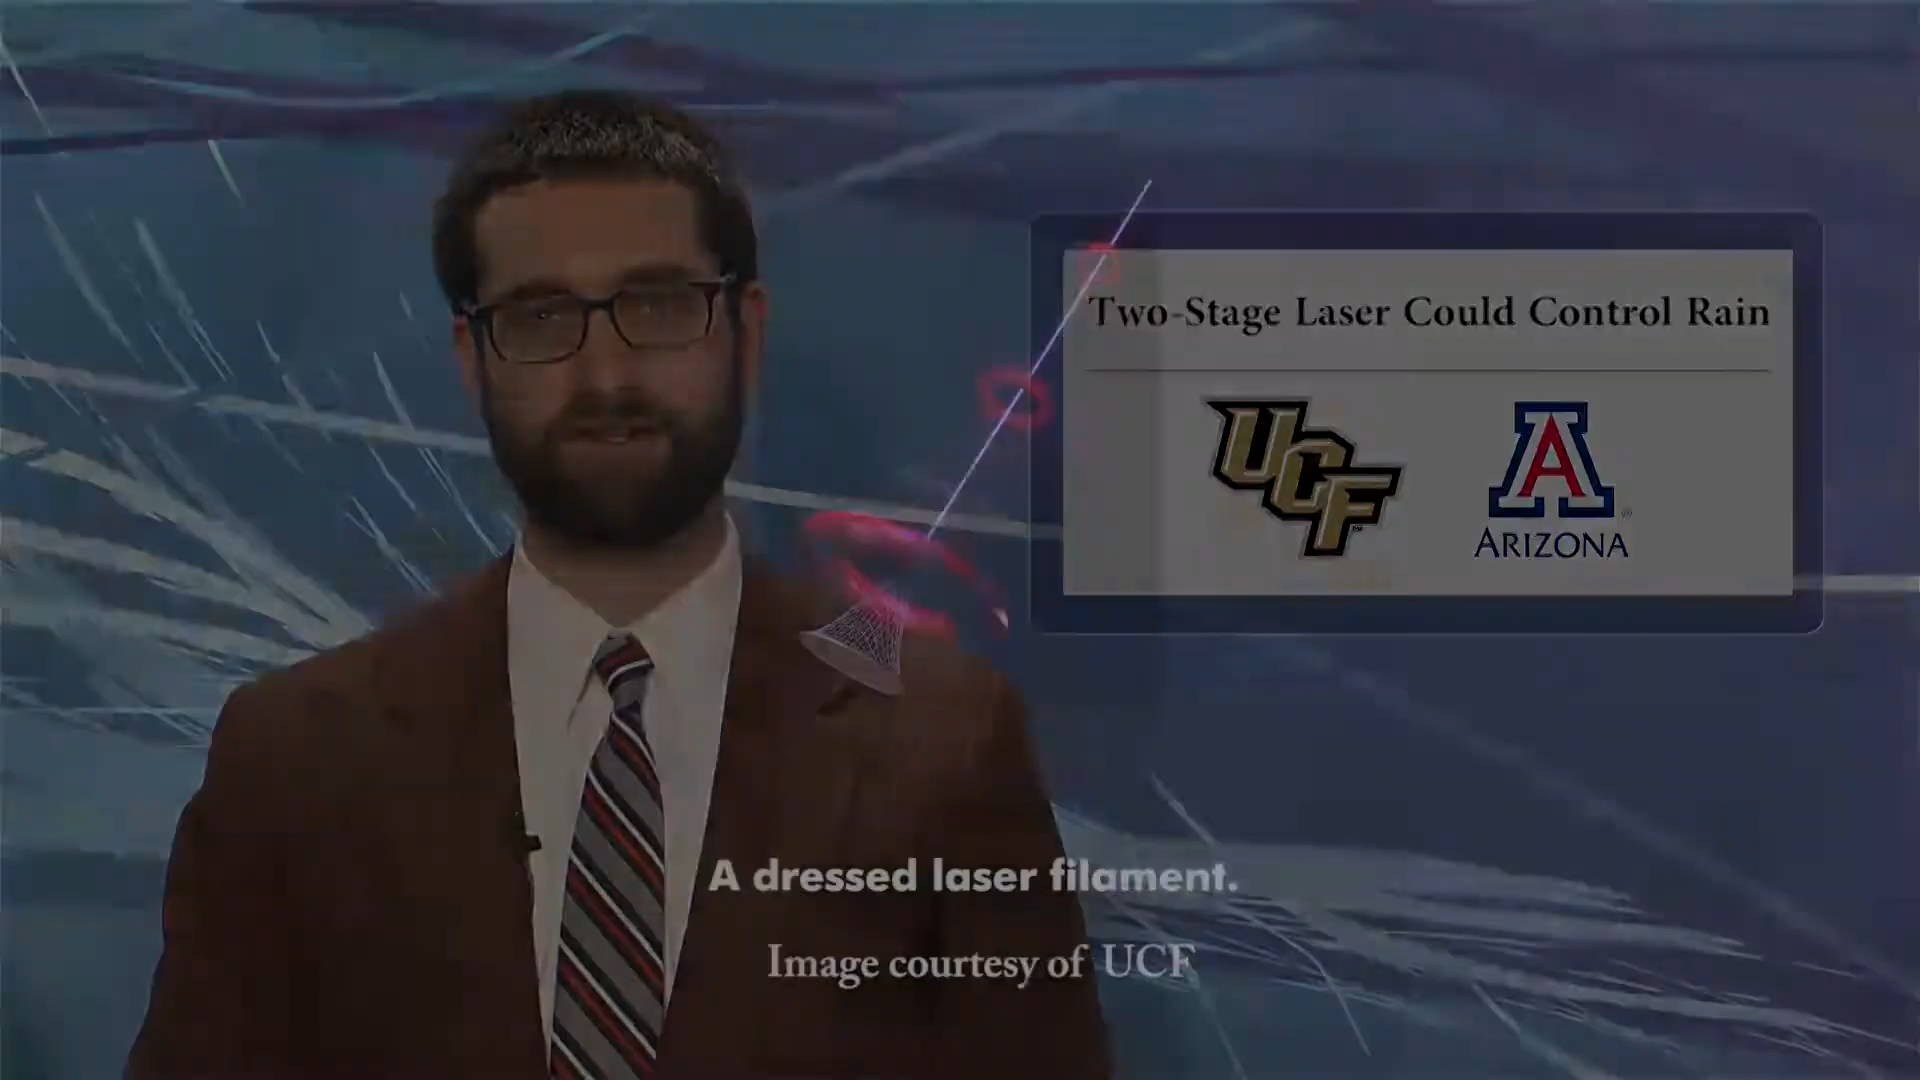 Two-Stage Laser Could Control Rain
UCF
A
ARIZONA
A dressed laser filament.
Image courtesy of UCF